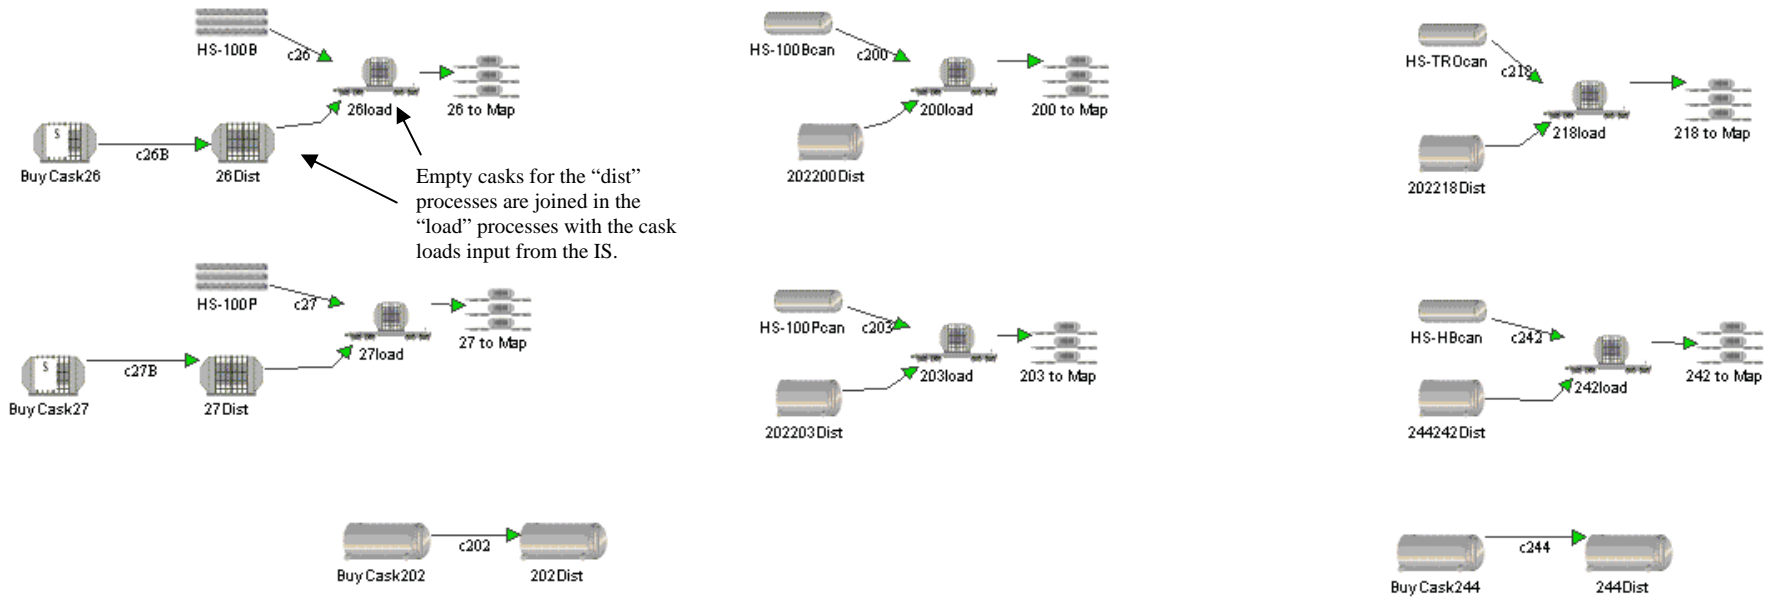 HS-100B
c26
26load
26 to Map
S
Buy Cask26
c26B
26Dist
Empty casks for the “dist”
processes are joined in the
“load” processes with the cask
loads input from the IS.
HS-100Bcan
c200
200load
200 to Map
202200Dist
HS-TROcan
c218
218load
218 to Map
202218Dist
HS-100P
c27
27load
27 to Map
S
Buy Cask27
c27B
27Dist
HS-100Pcan
c203
203load
203 to Map
202203Dist
HS-HBcan
c242
242load
242 to Map
244242Dist
Buy Cask202
c202
202Dist
Buy Cask244
c244
244Dist